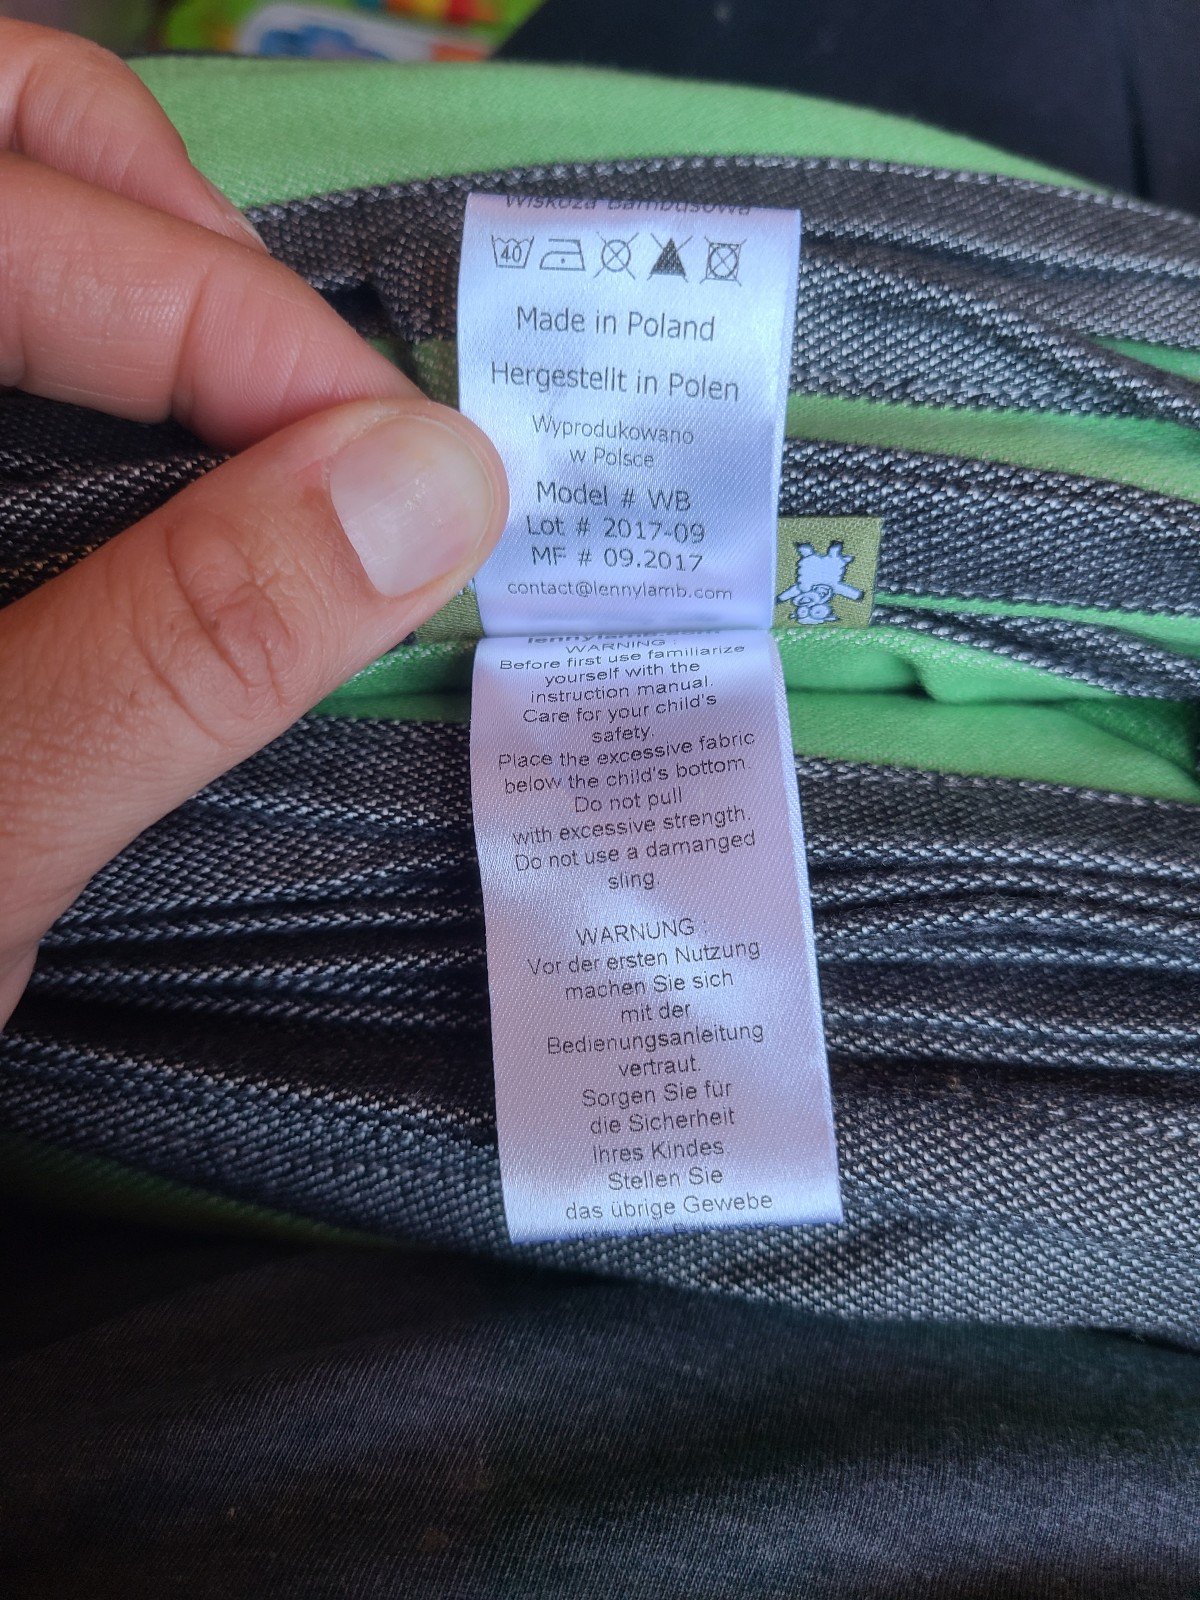 Wiskoza Bambusowa
40
Made in Poland
Hergestellt in Polen
Wyprodukowano
w Polsce
Model # WB
Lot # 2017-09
MF # 09.2017
contact@lennylamb.com
WARNING :
Before first use familiarize
yourself with the
instruction manual.
Care for your child's
safety.
Place the excessive fabric
below the child's bottom.
Do not pull
with excessive strength.
Do not use a damanged
sling.
WARNUNG :
Vor der ersten Nutzung
machen Sie sich
mit der
Bedienungsanleitung
vertraut.
Sorgen Sie für
die Sicherheit
Ihres Kindes.
Stellen Sie
das übrige Gewebe